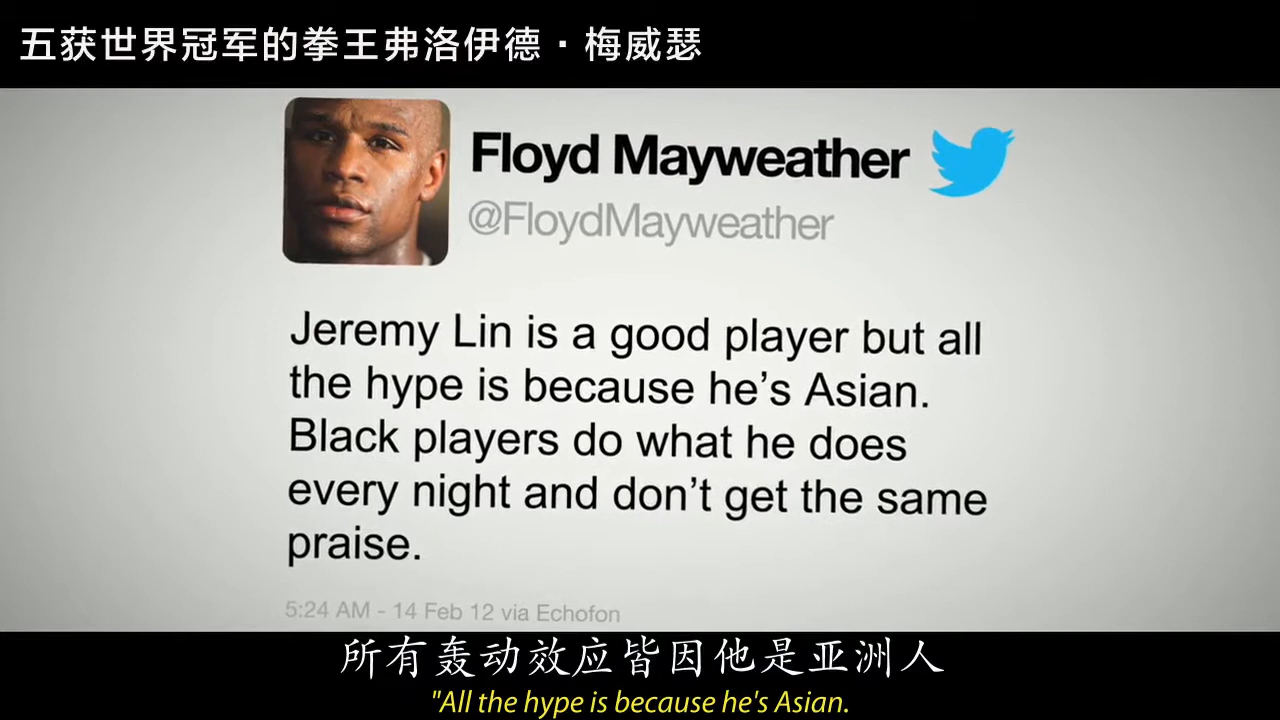 五获世界冠军的拳王弗洛伊德·梅威瑟
Floyd Mayweather
@FloydMayweather
Jeremy Lin is a good player but all
the hype is because he’s Asian.
Black players do what he does
every night and don’t get the same
praise.
5:24 AM - 14 Feb 12 via Echofon
所有轰动效应皆因他是亚洲人
"All the hype is because he's Asian.